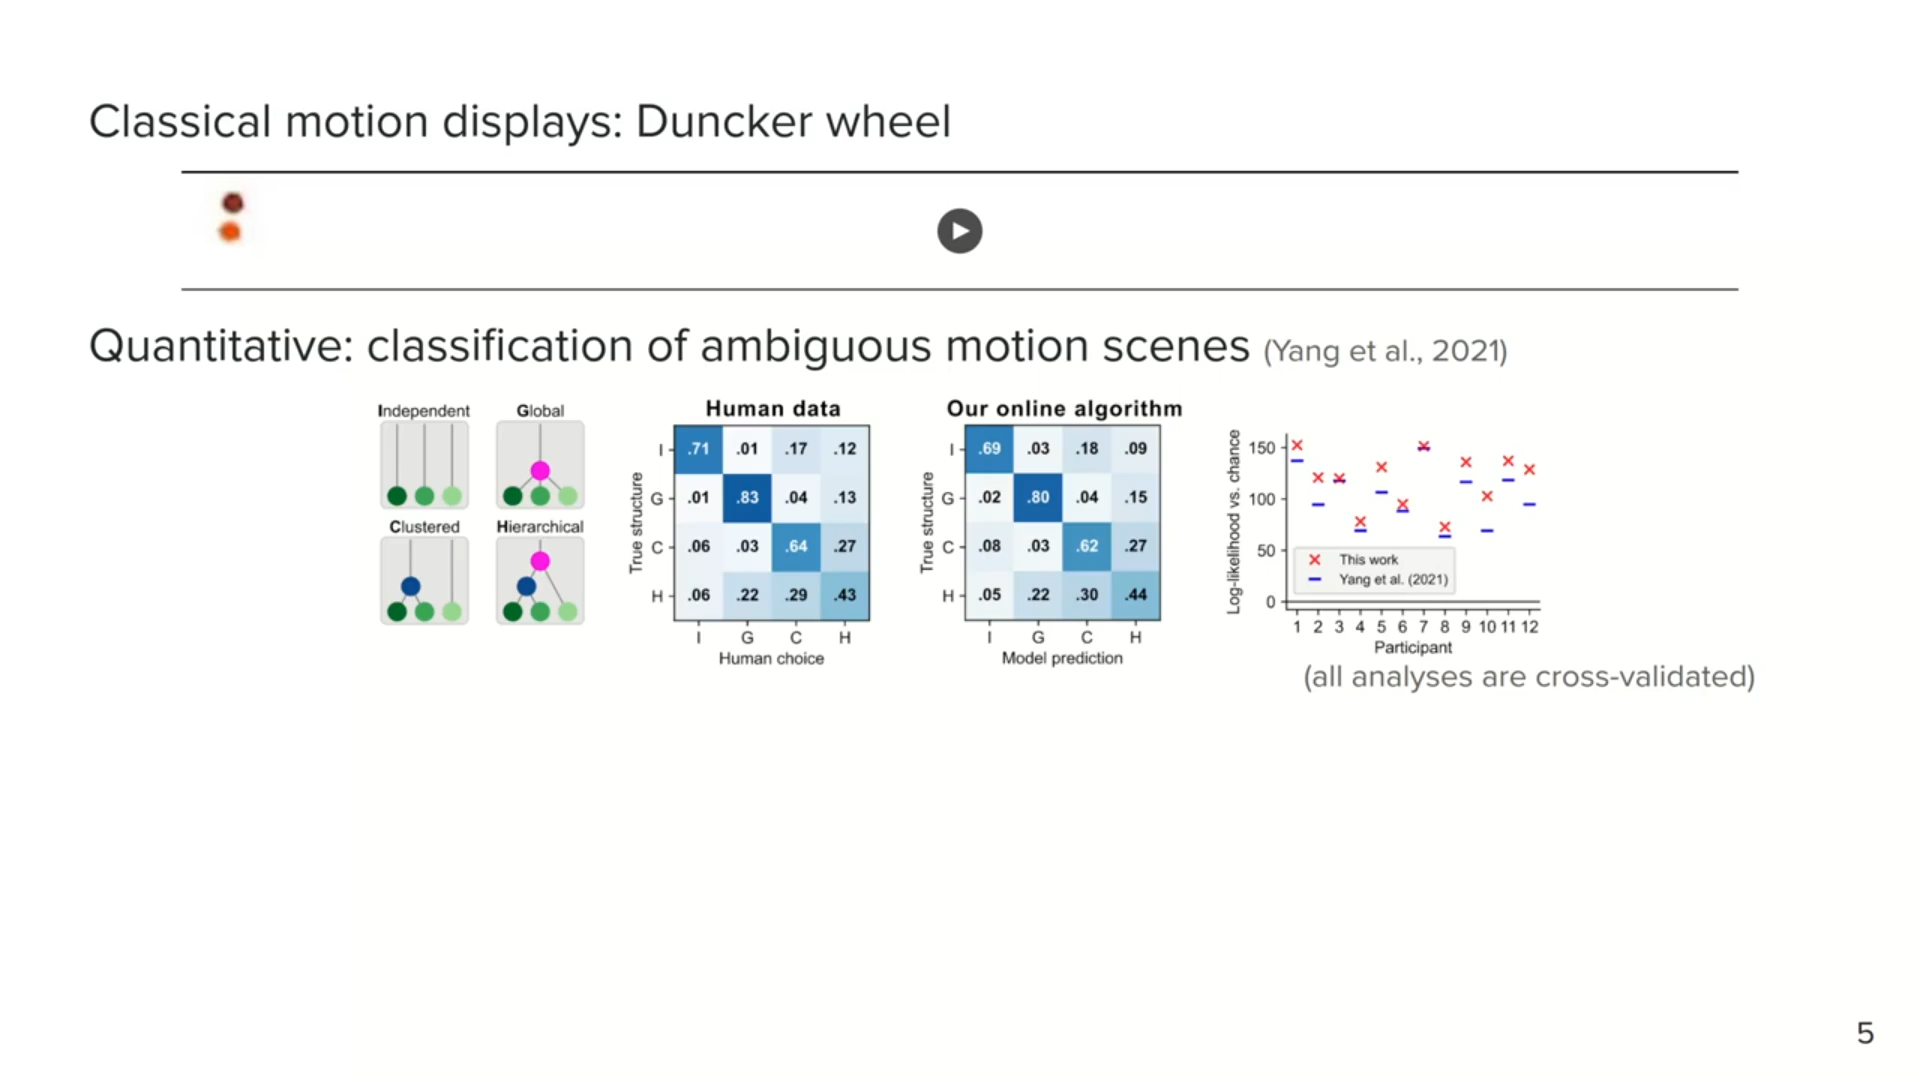 Classical motion displays: Duncker wheel
Quantitative: classification of ambiguous motion scenes (Yang et al., 2021)
Independent
Global
Clustered
Hierarchical
Human data
True structure
I .71 .01 .17 .12
G .01 .83 .04 .13
C .06 .03 .64 .27
H .06 .22 .29 .43
I G C H
Human choice
Our online algorithm
True structure
I .69 .03 .18 .09
G .02 .80 .04 .15
C .08 .03 .62 .27
H .05 .22 .30 .44
I G C H
Model prediction
Log-likelihood vs. chance
150
100
50
0
This work
Yang et al. (2021)
1 2 3 4 5 6 7 8 9 10 11 12
Participant
(all analyses are cross-validated)
5